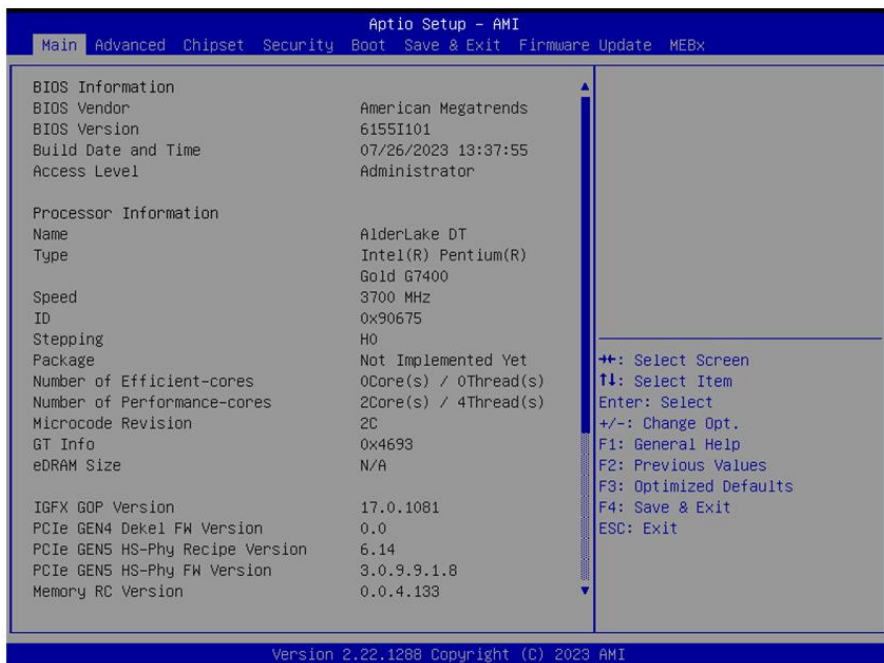 Aptio Setup – AMI
Main Advanced Chipset Security Boot Save & Exit Firmware Update MEBx
BIOS Information
BIOS Vendor American Megatrends
BIOS Version 6155I101
Build Date and Time 07/26/2023 13:37:55
Access Level Administrator
Processor Information
Name AlderLake DT
Type Intel(R) Pentium(R)
Gold G7400
Speed 3700 MHz
ID 0x90675
Stepping H0
Package Not Implemented Yet
Number of Efficient-cores 0Core(s) / 0Thread(s)
Number of Performance-cores 2Core(s) / 4Thread(s)
Microcode Revision 2C
GT Info 0x4693
eDRAM Size N/A
IGFX GOP Version 17.0.1081
PCIe GEN4 Dekel FW Version 0.0
PCIe GEN5 HS-Phy Recipe Version 6.14
PCIe GEN5 HS-Phy FW Version 3.0.9.9.1.8
Memory RC Version 0.0.4.133
→←: Select Screen
↑↓: Select Item
Enter: Select
+/-: Change Opt.
F1: General Help
F2: Previous Values
F3: Optimized Defaults
F4: Save & Exit
ESC: Exit
Version 2.22.1288 Copyright (C) 2023 AMI